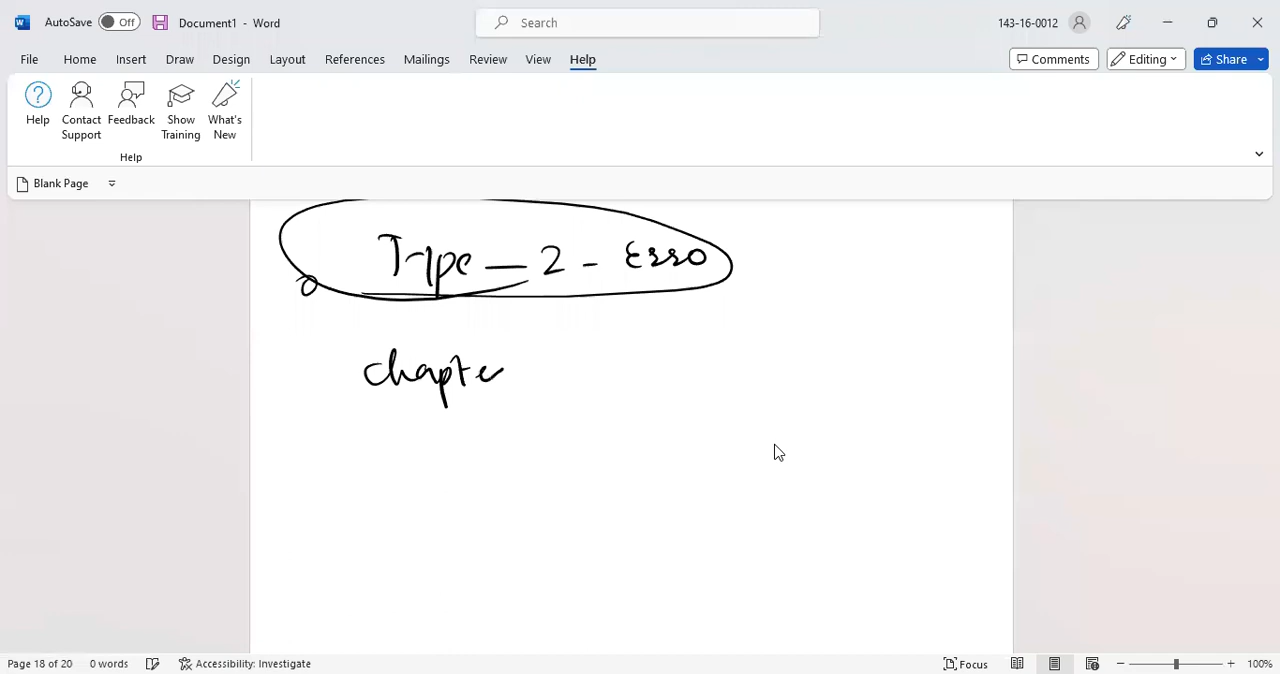 AutoSave Off Document1 - Word Search 143-16-0012
File Home Insert Draw Design Layout References Mailings Review View Help Comments Editing Share
Help Contact Support Feedback Show Training What's New
Help
Blank Page
Type — 2 - Erro
chapte
Page 18 of 20 0 words Accessibility: Investigate Focus 100%